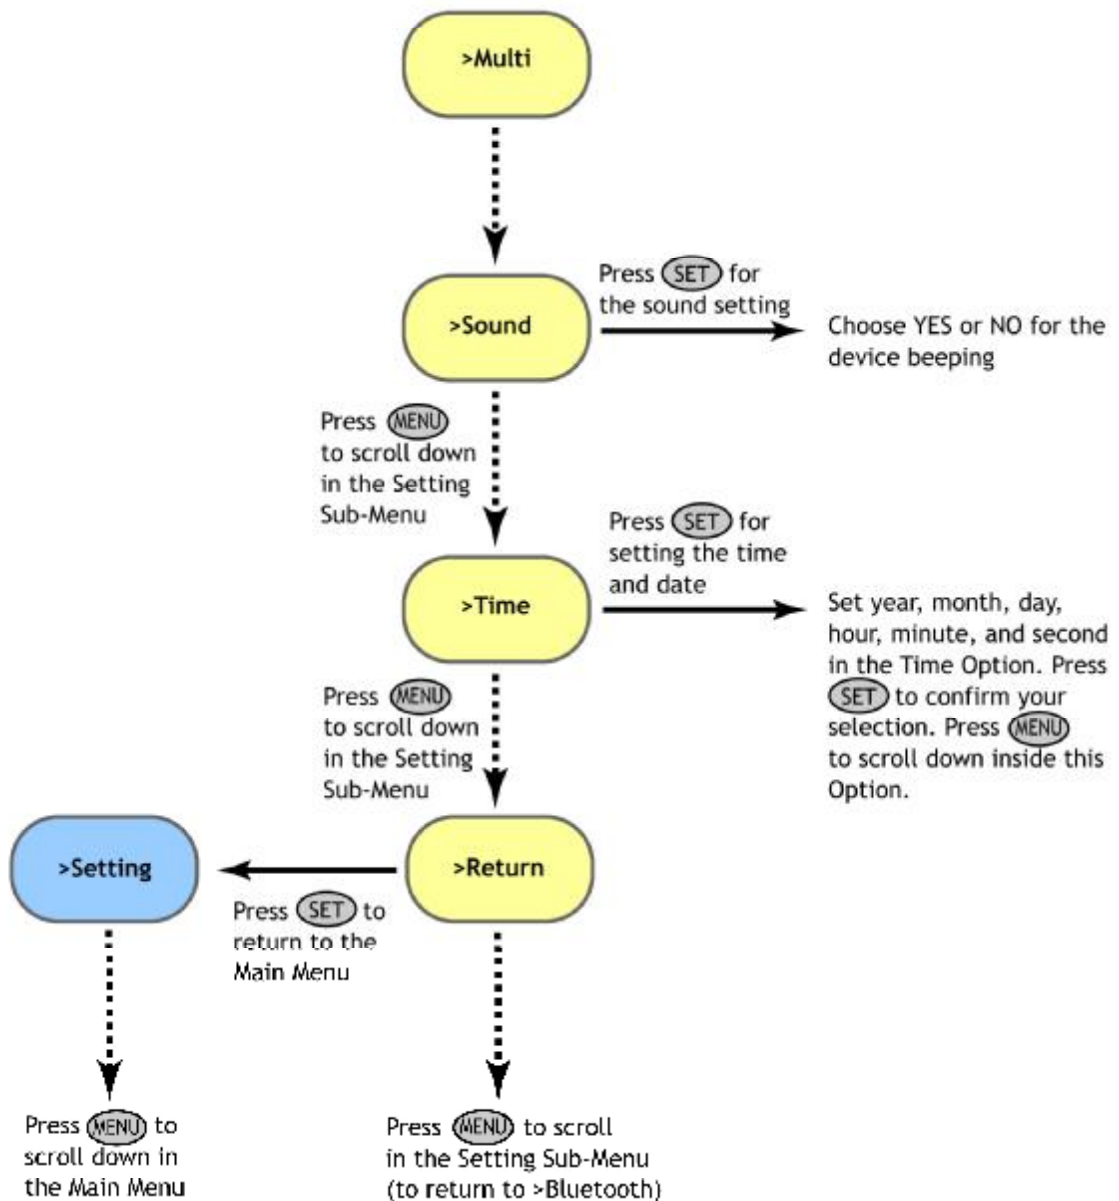 >Multi
Press SET for
the sound setting
>Sound
Choose YES or NO for the
device beeping
Press MENU
to scroll down
in the Setting
Sub-Menu
Press SET for
setting the time
and date
>Time
Set year, month, day,
hour, minute, and second
in the Time Option. Press
SET to confirm your
selection. Press MENU
to scroll down inside this
Option.
Press MENU
to scroll down
in the Setting
Sub-Menu
>Setting
>Return
Press SET to
return to the
Main Menu
Press MENU to
scroll down in
the Main Menu
Press MENU to scroll
in the Setting Sub-Menu
(to return to >Bluetooth)